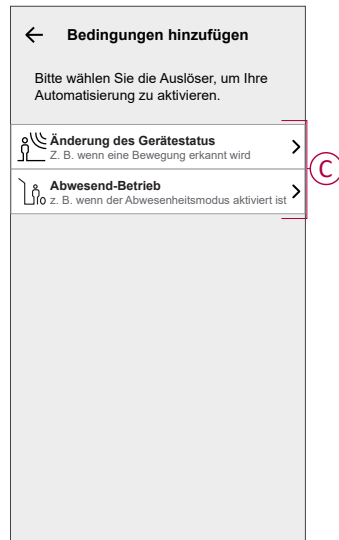 Bedingungen hinzufügen
Bitte wählen Sie die Auslöser, um Ihre
Automatisierung zu aktivieren.
Änderung des Gerätestatus
Z. B. wenn eine Bewegung erkannt wird
Abwesend-Betrieb
z. B. wenn der Abwesenheitsmodus aktiviert ist
C